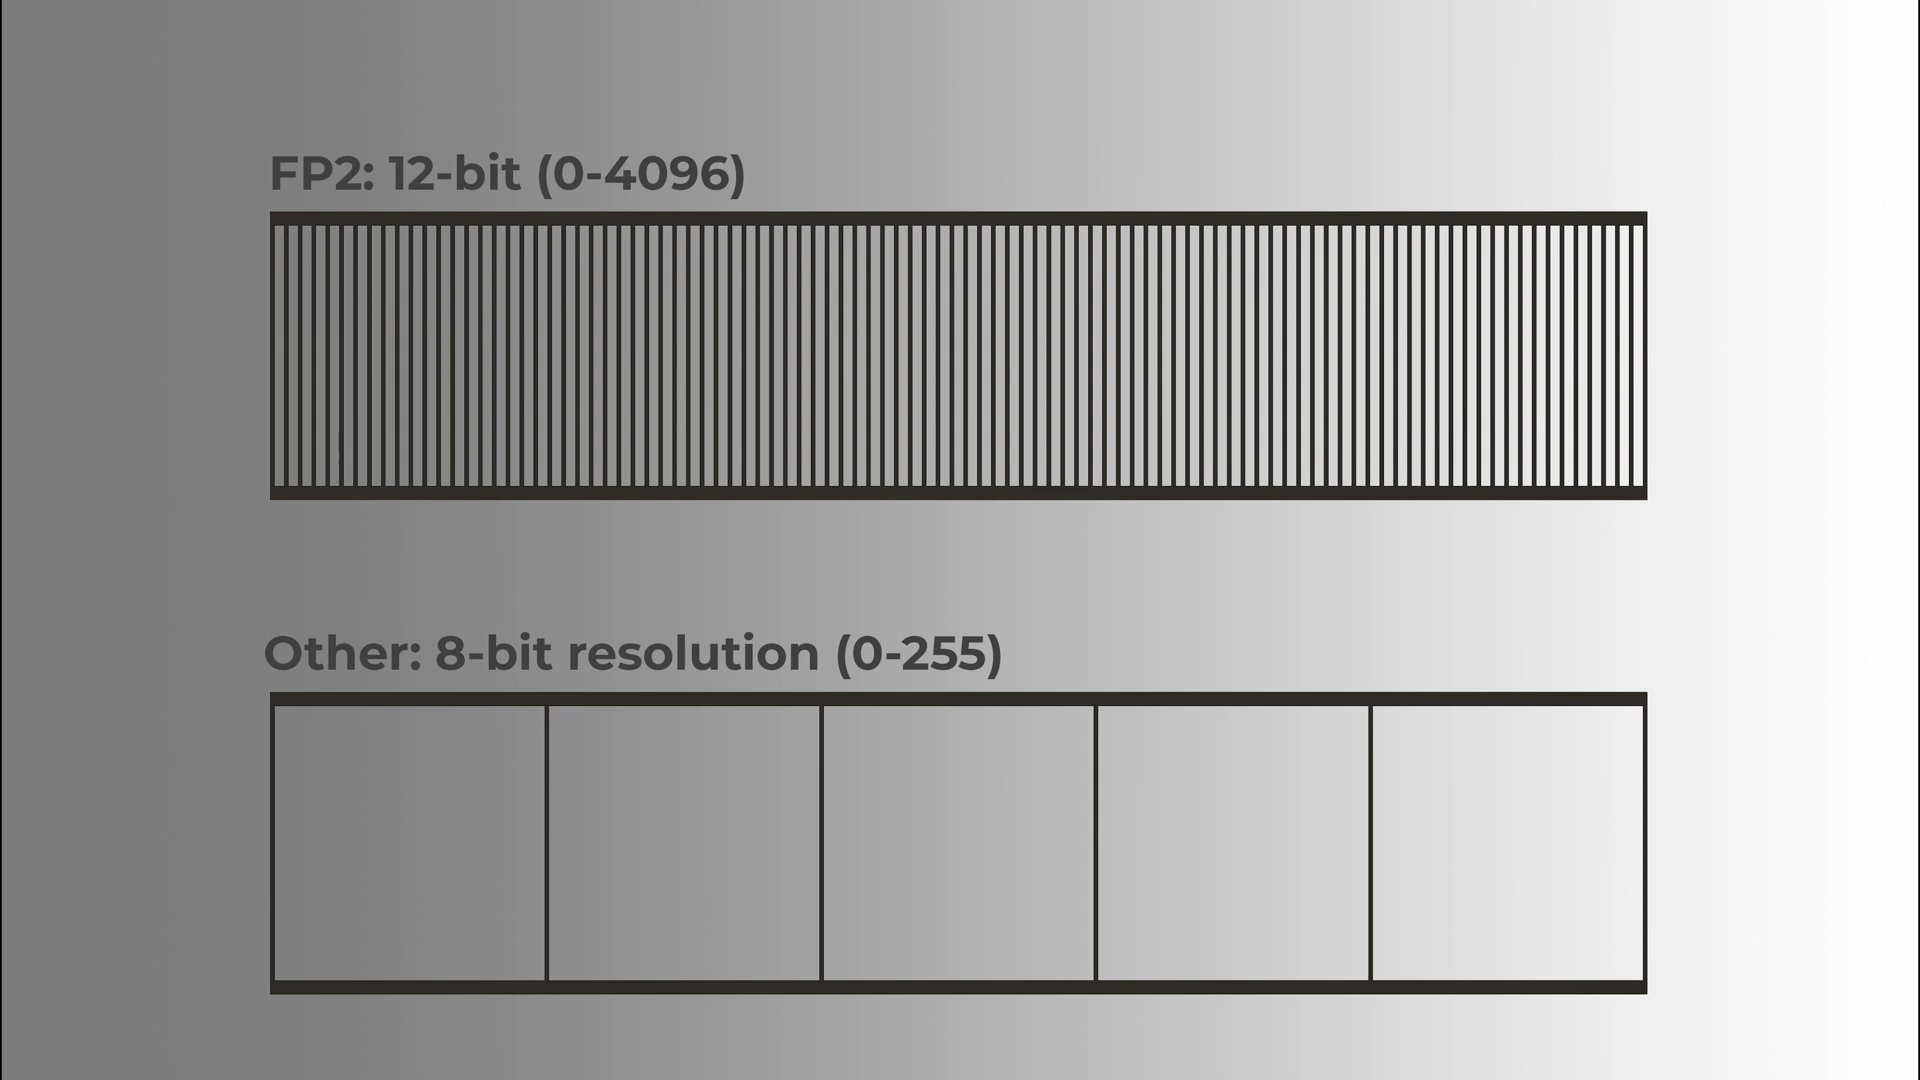 FP2: 12-bit (0-4096)
Other: 8-bit resolution (0-255)